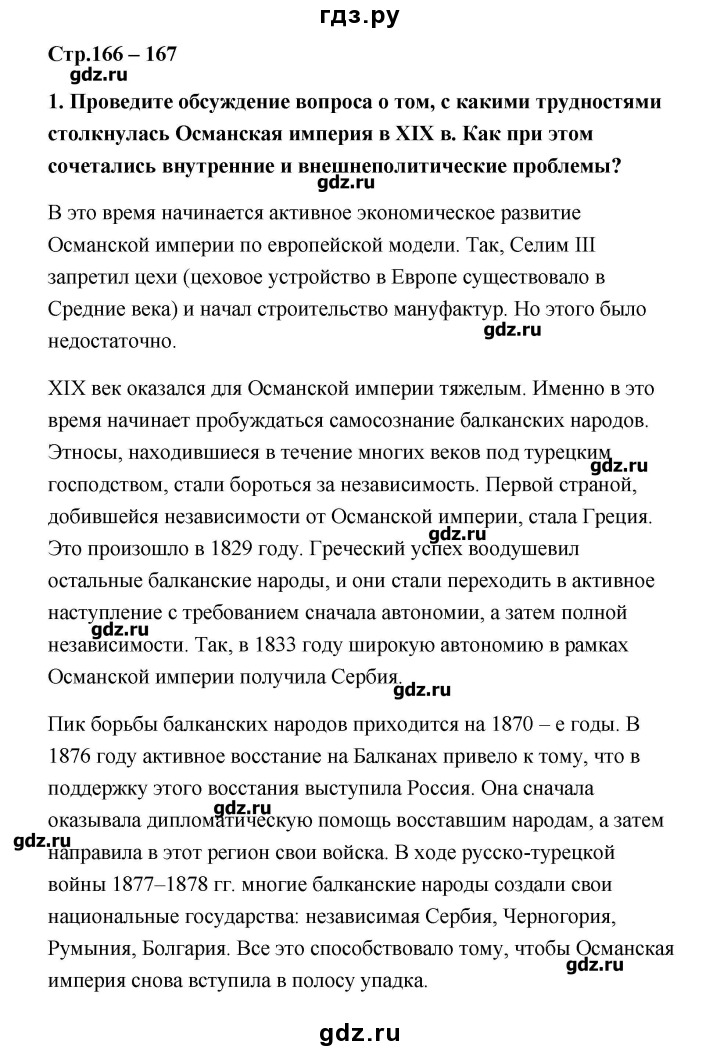 гдз.ру
Стр.166 – 167
gdz.ru
1. Проведите обсуждение вопроса о том, с какими трудностями
столкнулась Османская империя в XIX в. Как при этом
сочетались внутренние и внешнеполитические проблемы?
gdz.ru
В это время начинается активное экономическое развитие
Османской империи по европейской модели. Так, Селим III
запретил цехи (цеховое устройство в Европе существовало в
Средние века) и начал строительство мануфактур. Но этого было
gdz.ru
недостаточно.
XIX век оказался для Османской империи тяжелым. Именно в это
время начинает пробуждаться самосознание балканских народов.
Этносы, находившиеся в течение многих веков под турецким
gdz.ru
господством, стали бороться за независимость. Первой страной,
добившейся независимости от Османской империи, стала Греция.
gdz.ru
Это произошло в 1829 году. Греческий успех воодушевил
остальные балканские народы, и они стали переходить в активное
наступление с требованием сначала автономии, а затем полной
gdz.ru
независимости. Так, в 1833 году широкую автономию в рамках
Османской империи получила Сербия.
gdz.ru
Пик борьбы балканских народов приходится на 1870 – е годы. В
1876 году активное восстание на Балканах привело к тому, что в
поддержку этого восстания выступила Россия. Она сначала
gdz.ru
оказывала дипломатическую помощь восставшим народам, а затем
gdz.ru
направила в этот регион свои войска. В ходе русско-турецкой
войны 1877–1878 гг. многие балканские народы создали свои
национальные государства: независимая Сербия, Черногория,
Румыния, Болгария. Все это способствовало тому, чтобы Османская
gdz.ru
империя снова вступила в полосу упадка.
gdz.ru